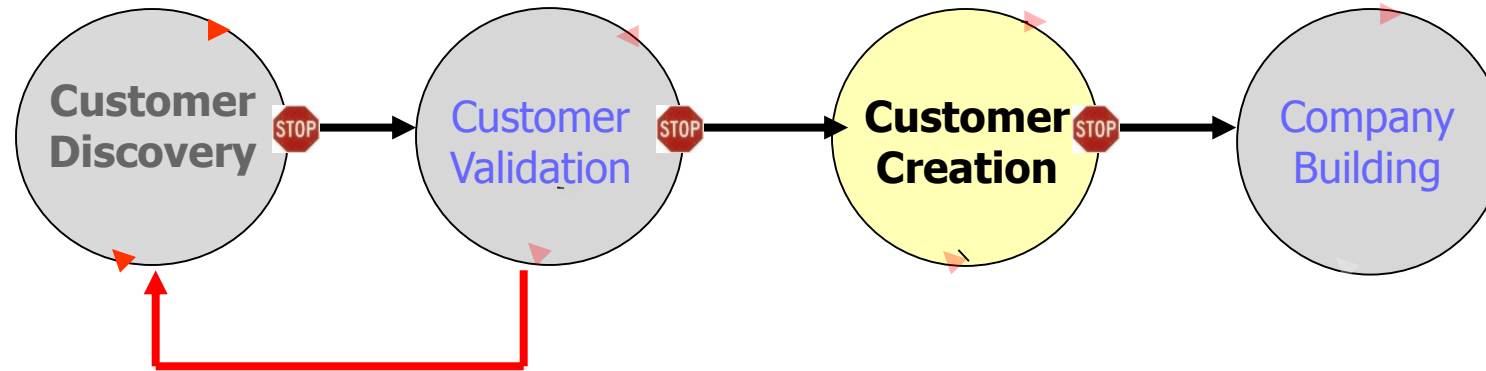 Customer
Discovery
STOP
Customer
Validation
STOP
Customer
Creation
STOP
Company
Building